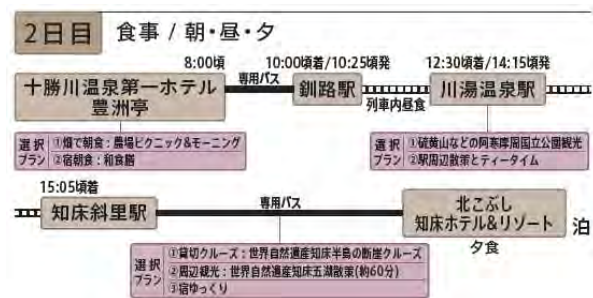 2日目 食事 / 朝・昼・夕
8:00頃 10:00頃着/10:25頃発 12:30頃着/14:15頃発
十勝川温泉第一ホテル
豊洲亭
専用バス
釧路駅
列車内昼食
川湯温泉駅
選択
プラン
①畑で朝食：農場ピクニック&モーニング
②宿朝食：和食膳
選択
プラン
①硫黄山などの阿寒摩周国立公園観光
②駅周辺散策とティータイム
15:05頃着
知床斜里駅
専用バス
北こぶし
知床ホテル&リゾート
泊
夕食
選択
プラン
①貸切クルーズ：世界自然遺産知床半島の断崖クルーズ
②周辺観光：世界自然遺産知床五湖散策(約60分)
③宿ゆっくり